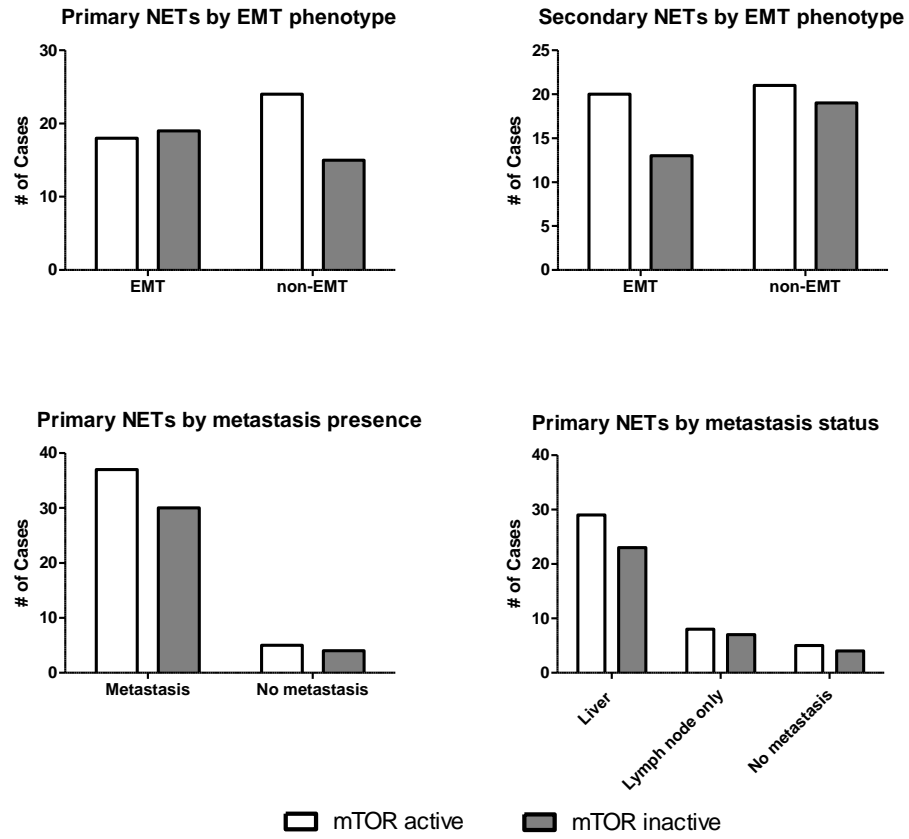 Primary NETs by EMT phenotype
30
20
10
0
# of Cases
EMT non-EMT
Secondary NETs by EMT phenotype
25
20
15
10
5
0
# of Cases
EMT non-EMT
Primary NETs by metastasis presence
40
30
20
10
0
# of Cases
Metastasis No metastasis
Primary NETs by metastasis status
40
30
20
10
0
# of Cases
Liver
Lymph node only
No metastasis
mTOR active mTOR inactive